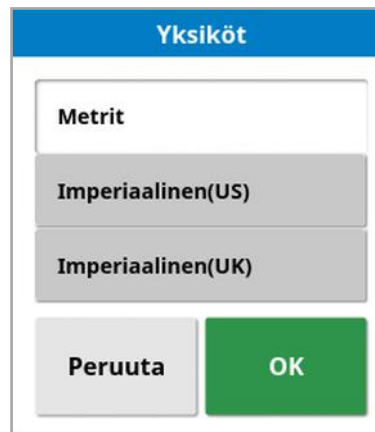 Yksiköt
Metrit
Imperiaalinen(US)
Imperiaalinen(UK)
Peruuta
OK